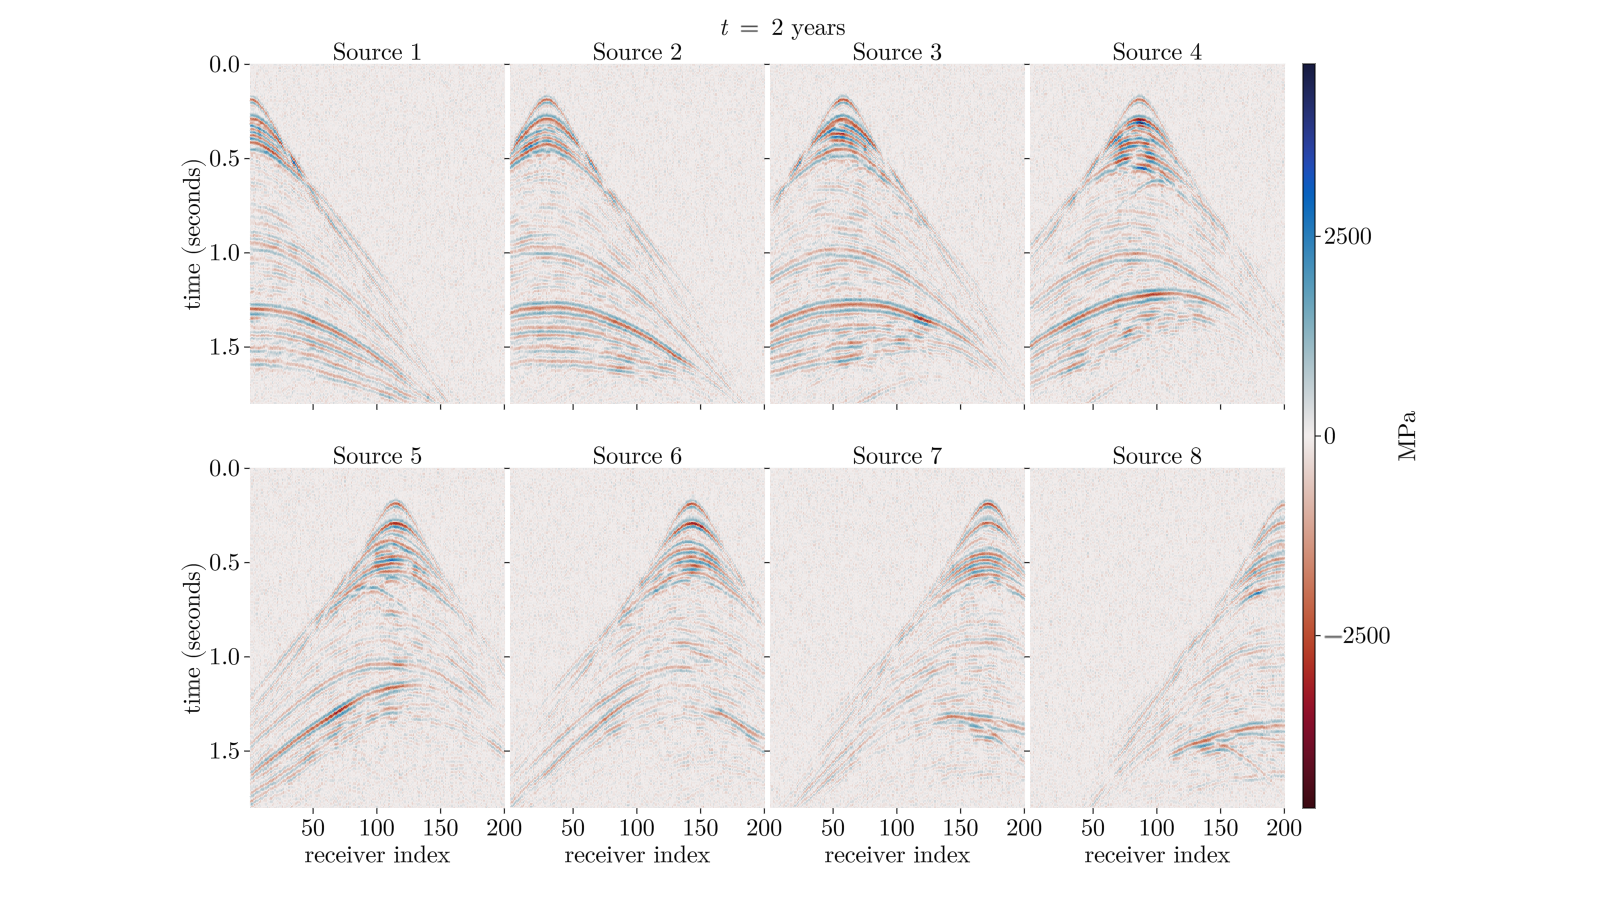 t = 2 years
Source 1 Source 2 Source 3 Source 4
0.0
0.5
1.0
1.5
time (seconds)
2500
0
−2500
MPa
Source 5 Source 6 Source 7 Source 8
0.0
0.5
1.0
1.5
time (seconds)
50 100 150 200 50 100 150 200 50 100 150 200 50 100 150 200
receiver index receiver index receiver index receiver index